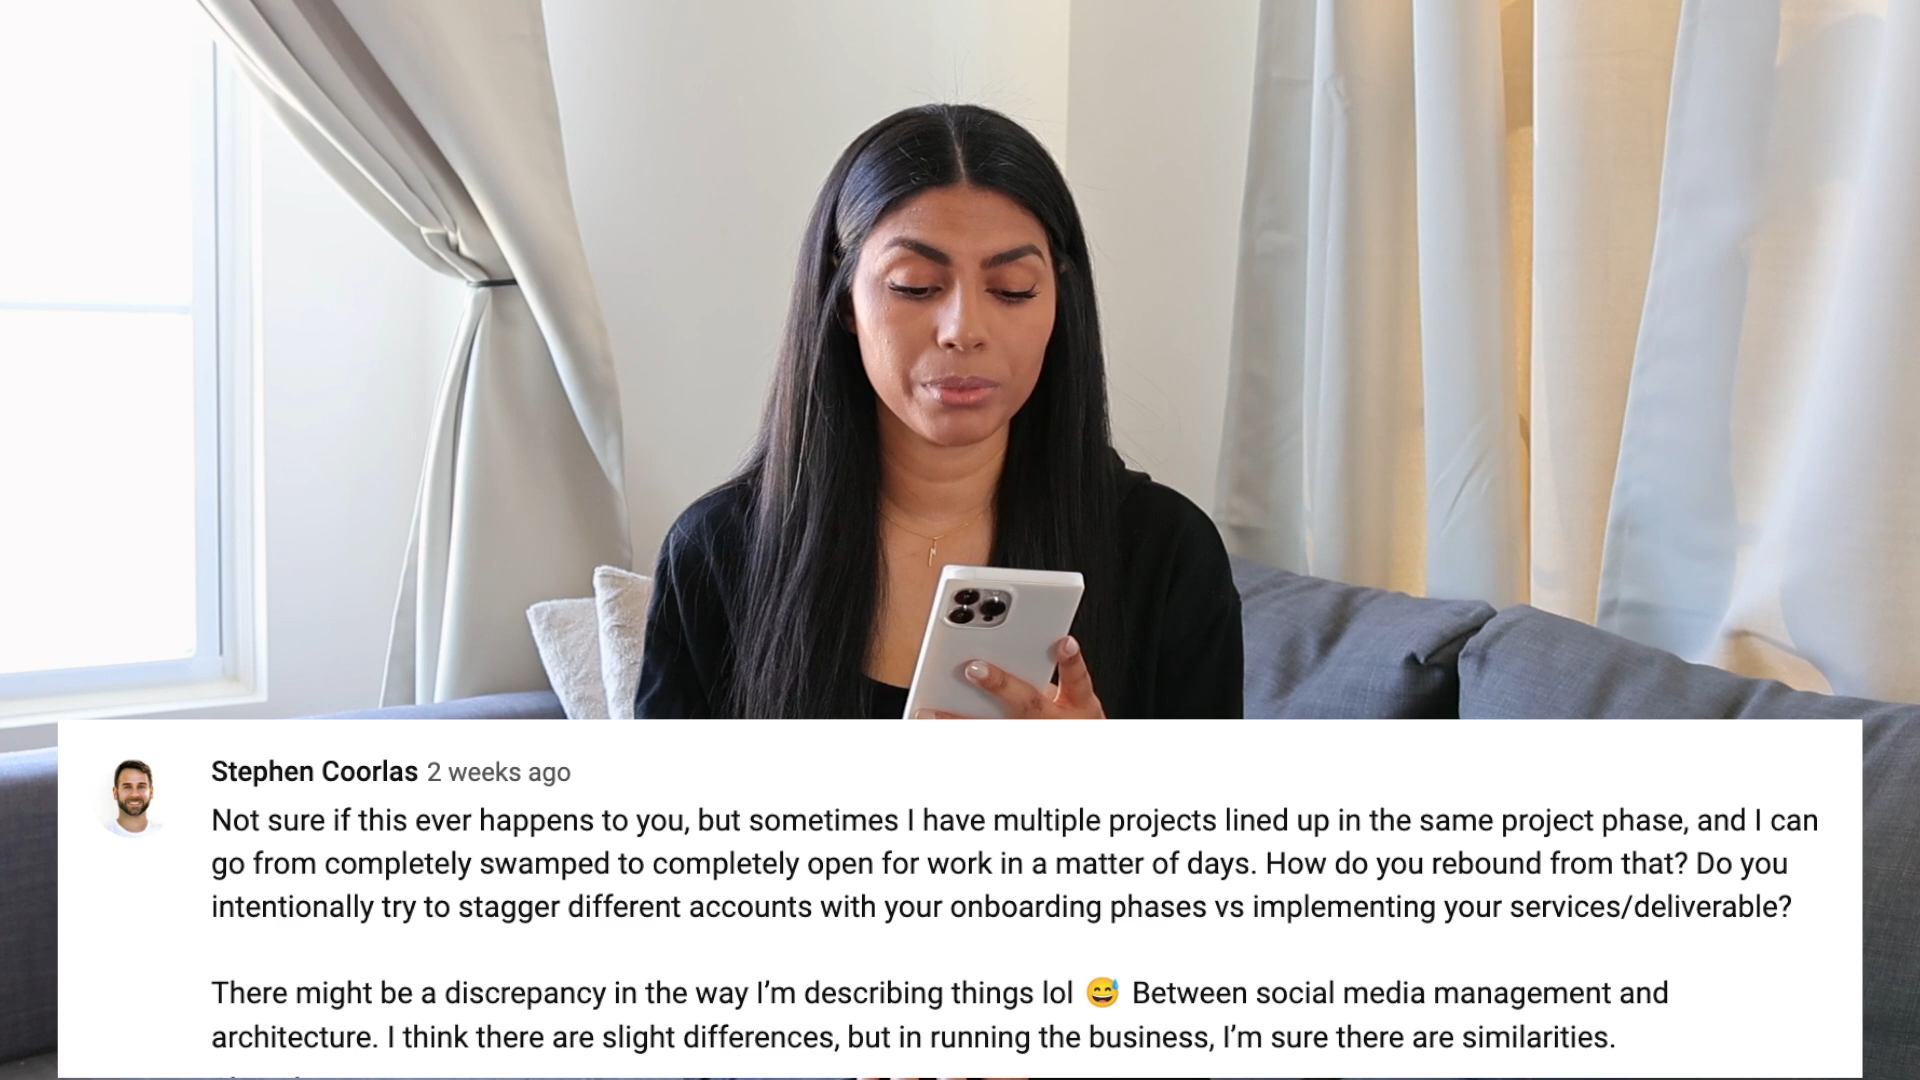 Stephen Coorlas 2 weeks ago
Not sure if this ever happens to you, but sometimes I have multiple projects lined up in the same project phase, and I can
go from completely swamped to completely open for work in a matter of days. How do you rebound from that? Do you
intentionally try to stagger different accounts with your onboarding phases vs implementing your services/deliverable?
There might be a discrepancy in the way I’m describing things lol 😅 Between social media management and
architecture. I think there are slight differences, but in running the business, I’m sure there are similarities.